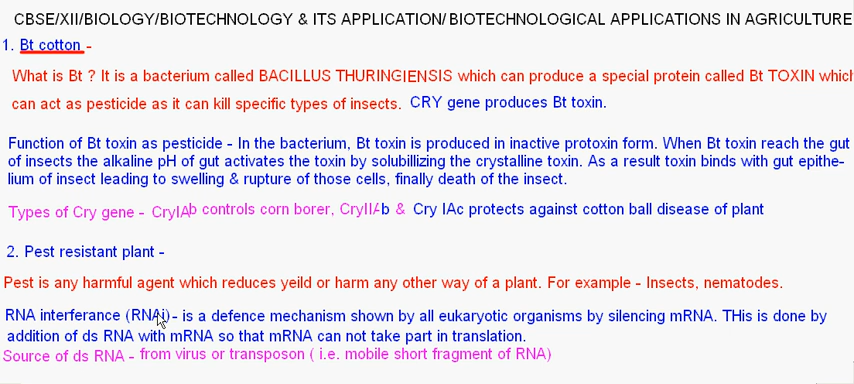 CBSE/XII/BIOLOGY/BIOTECHNOLOGY & ITS APPLICATION/BIOTECHNOLOGICAL APPLICATIONS IN AGRICULTURE
1. Bt cotton -
What is Bt ? It is a bacterium called BACILLUS THURINGIENSIS which can produce a special protein called Bt TOXIN which
can act as pesticide as it can kill specific types of insects. CRY gene produces Bt toxin.
Function of Bt toxin as pesticide - In the bacterium, Bt toxin is produced in inactive protoxin form. When Bt toxin reach the gut
of insects the alkaline pH of gut activates the toxin by solubillizing the crystalline toxin. As a result toxin binds with gut epithe-
lium of insect leading to swelling & rupture of those cells, finally death of the insect.
Types of Cry gene - CryIAb controls corn borer, CryIIAb & Cry IAc protects against cotton ball disease of plant
2. Pest resistant plant -
Pest is any harmful agent which reduces yeild or harm any other way of a plant. For example - Insects, nematodes.
RNA interferance (RNAi)- is a defence mechanism shown by all eukaryotic organisms by silencing mRNA. THis is done by
addition of ds RNA with mRNA so that mRNA can not take part in translation.
Source of ds RNA - from virus or transposon ( i.e. mobile short fragment of RNA)